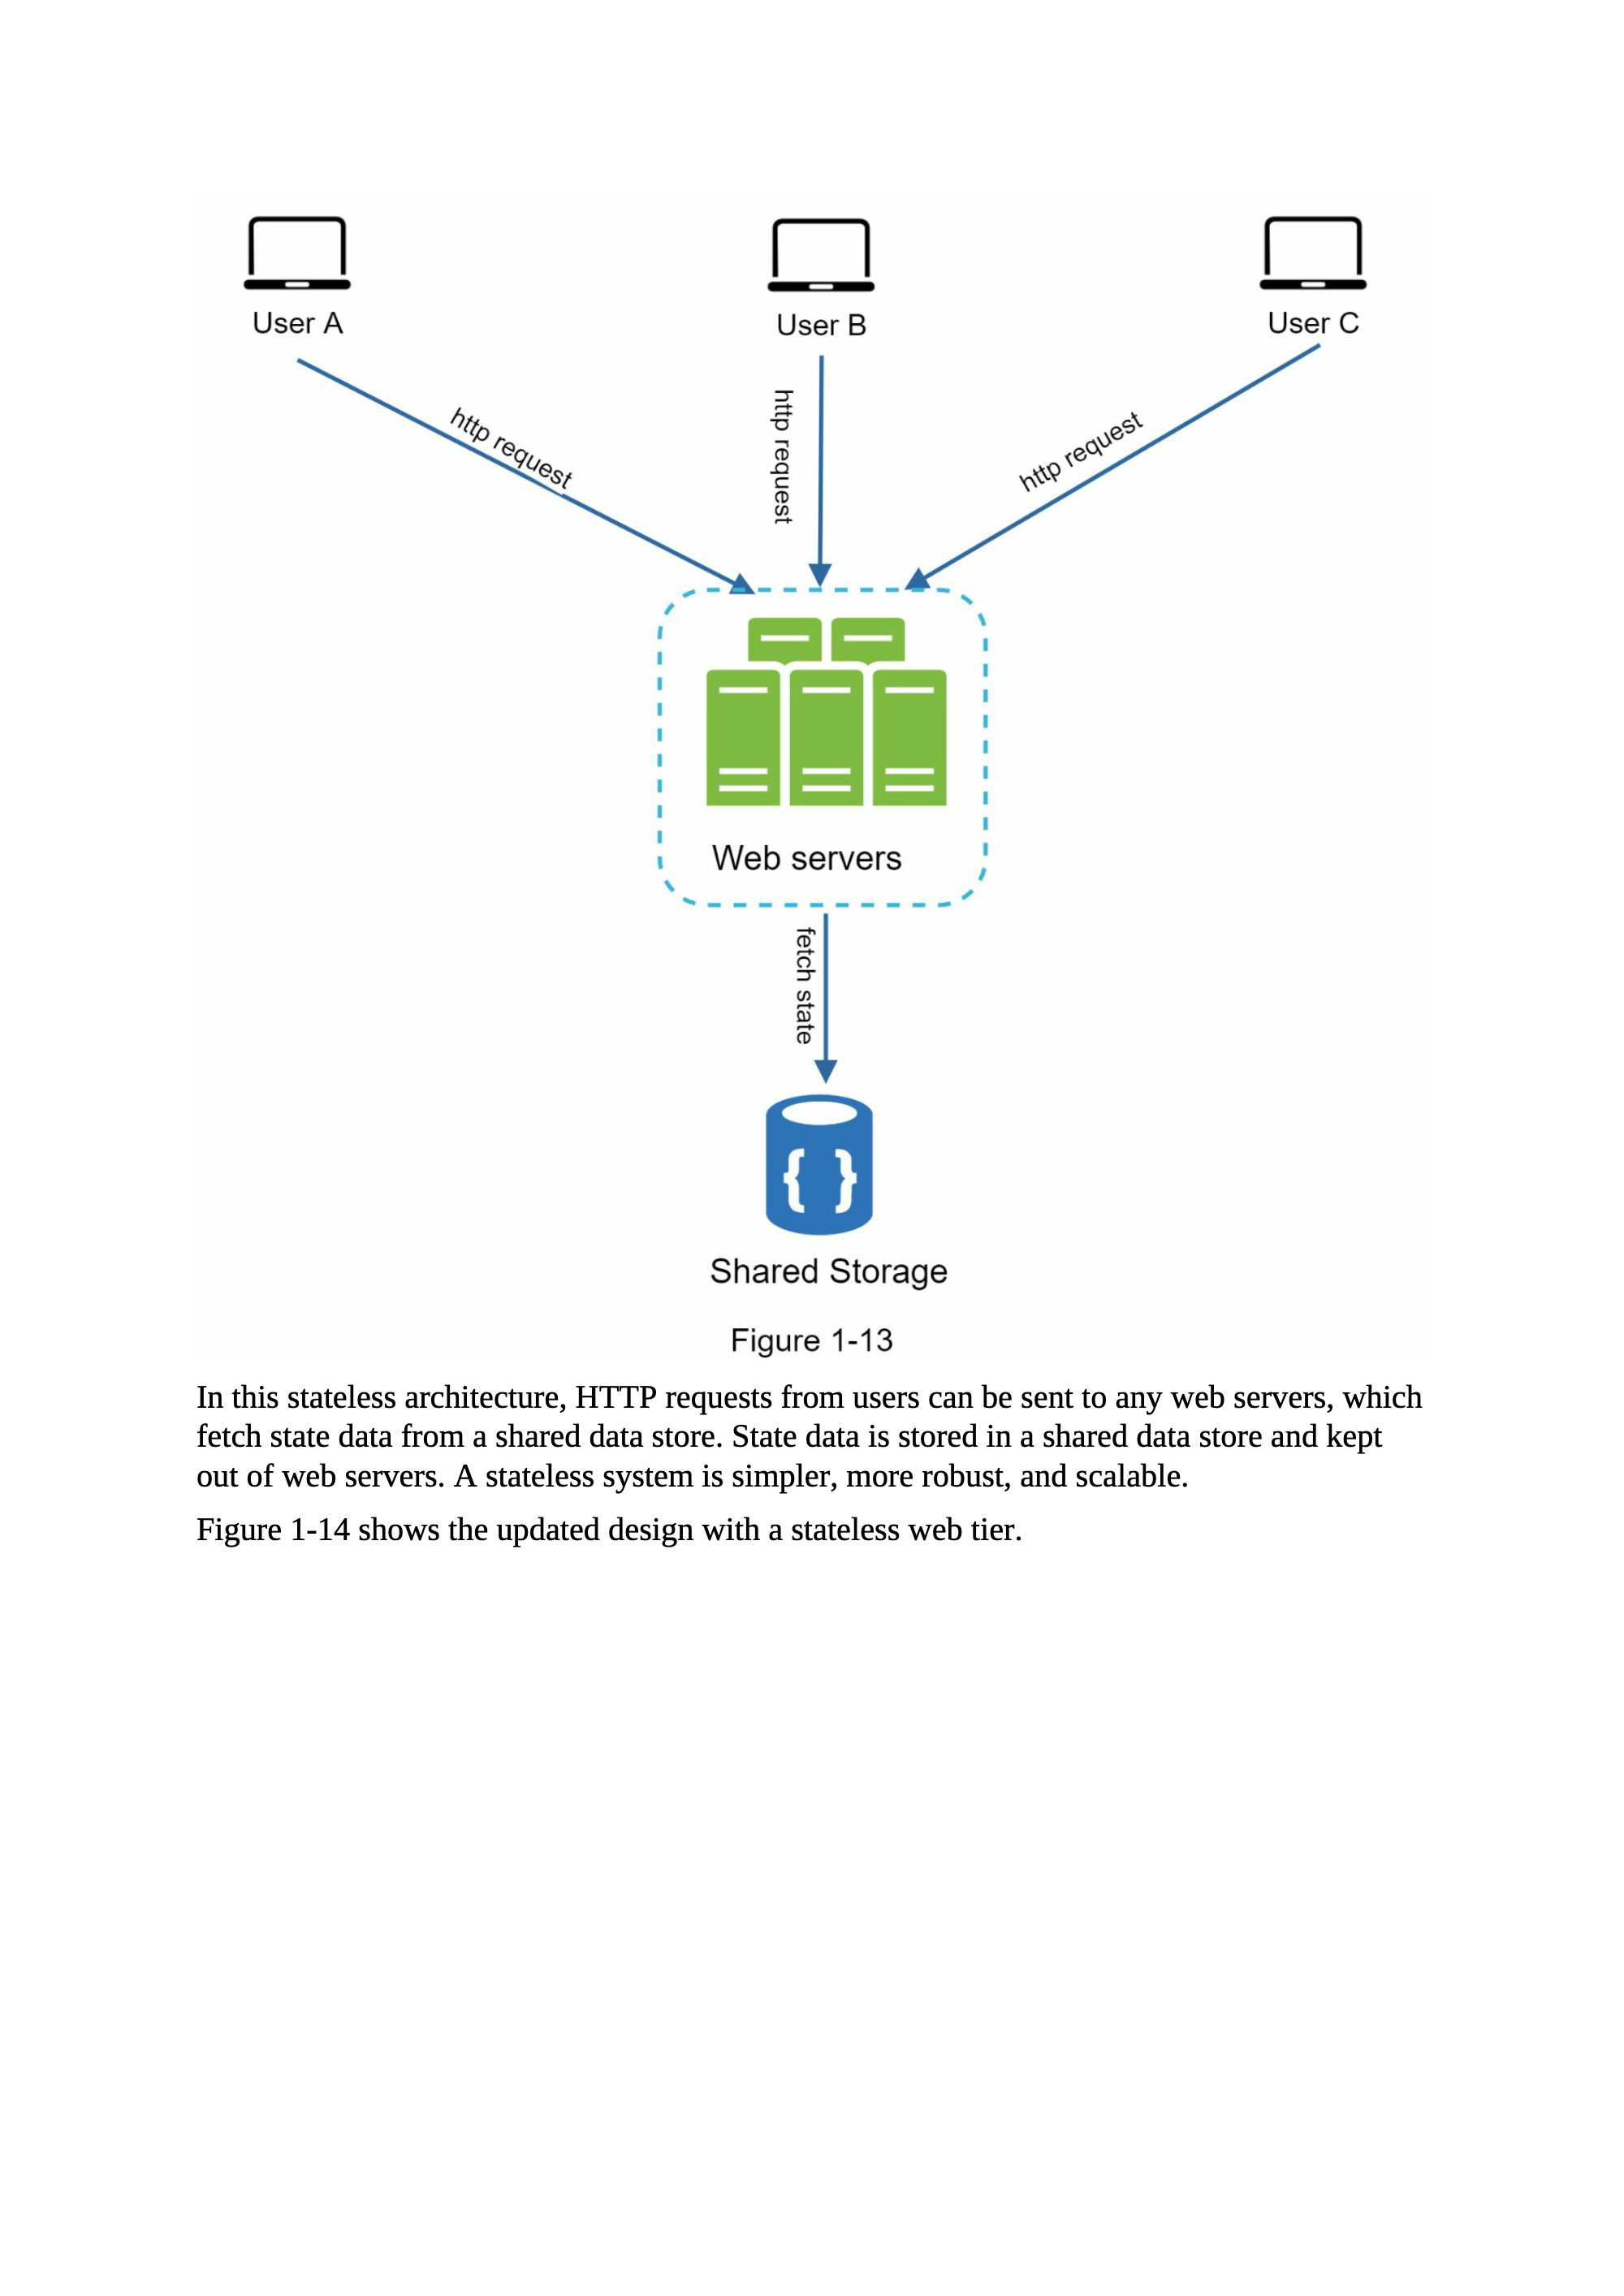 User A
User B
User C
http request
http request
http request
Web servers
fetch state
{ }
Shared Storage
Figure 1-13
In this stateless architecture, HTTP requests from users can be sent to any web servers, which
fetch state data from a shared data store. State data is stored in a shared data store and kept
out of web servers. A stateless system is simpler, more robust, and scalable.
Figure 1-14 shows the updated design with a stateless web tier.